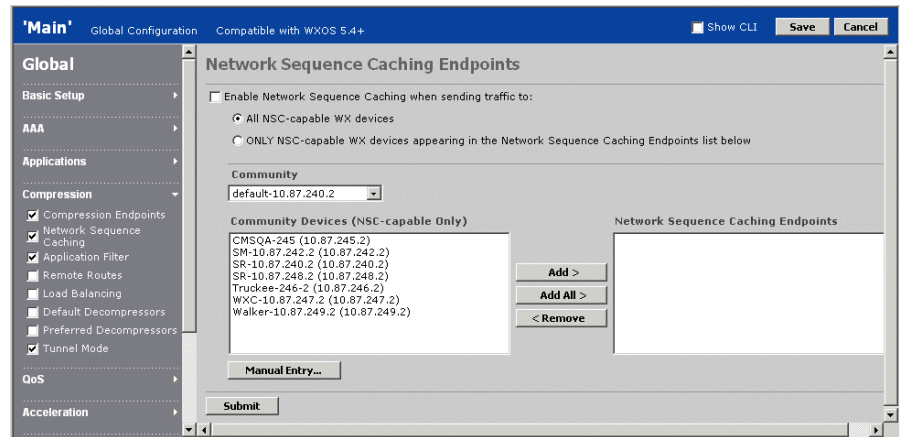 'Main' Global Configuration Compatible with WXOS 5.4+ Show CLI Save Cancel
Global
Basic Setup
AAA
Applications
Compression
Compression Endpoints
Network Sequence
Caching
Application Filter
Remote Routes
Load Balancing
Default Decompressors
Preferred Decompressors
Tunnel Mode
QoS
Acceleration
Network Sequence Caching Endpoints
Enable Network Sequence Caching when sending traffic to:
All NSC-capable WX devices
ONLY NSC-capable WX devices appearing in the Network Sequence Caching Endpoints list below
Community
default-10.87.240.2
Community Devices (NSC-capable Only)
CMSQA-245 (10.87.245.2)
SM-10.87.242.2 (10.87.242.2)
SR-10.87.240.2 (10.87.240.2)
SR-10.87.248.2 (10.87.248.2)
Truckee-246-2 (10.87.246.2)
WXC-10.87.247.2 (10.87.247.2)
Walker-10.87.249.2 (10.87.249.2)
Add >
Add All >
< Remove
Network Sequence Caching Endpoints
Manual Entry...
Submit